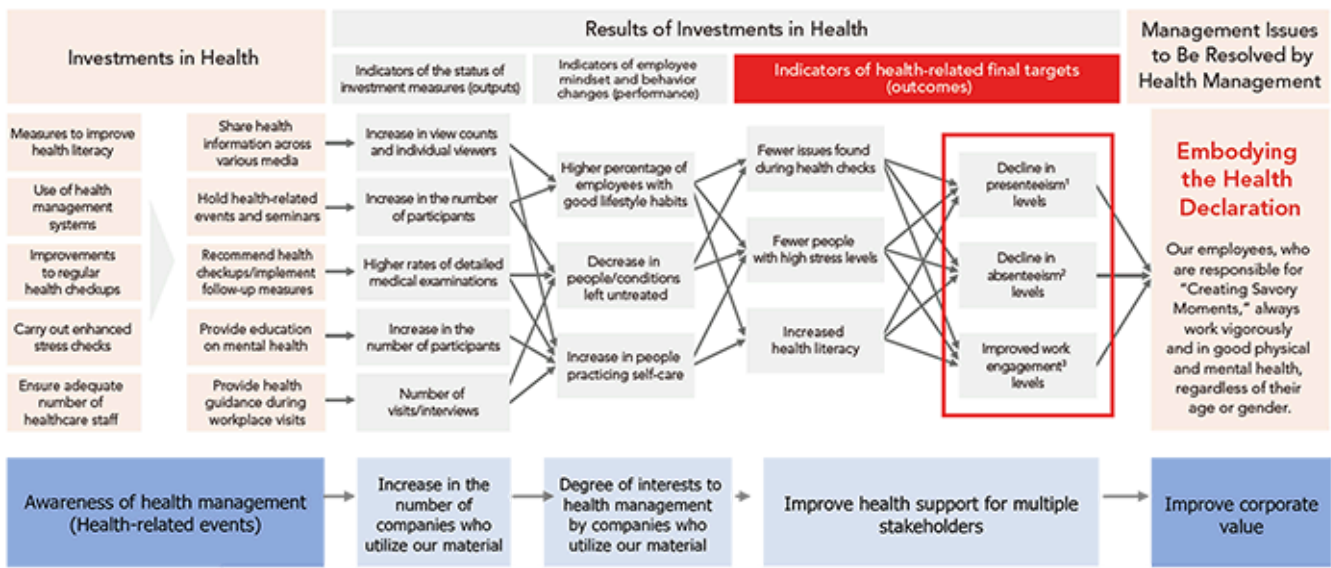 Investments in Health
Results of Investments in Health
Management Issues
to Be Resolved by
Health Management
Indicators of the status of
investment measures (outputs)
Indicators of employee
mindset and behavior
changes (performance)
Indicators of health-related final targets
(outcomes)
Measures to improve
health literacy
Use of health
management
systems
Improvements
to regular
health checkups
Carry out enhanced
stress checks
Ensure adequate
number of
healthcare staff
Share health
information across
various media
Hold health-related
events and seminars
Recommend health
checkups/implement
follow-up measures
Provide education
on mental health
Provide health
guidance during
workplace visits
Increase in view counts
and individual viewers
Increase in the number
of participants
Higher rates of detailed
medical examinations
Increase in the
number of participants
Number of
visits/interviews
Higher percentage of
employees with
good lifestyle habits
Decrease in
people/conditions
left untreated
Increase in people
practicing self-care
Fewer issues found
during health checks
Fewer people
with high stress levels
Increased
health literacy
Decline in
presenteeism¹
levels
Decline in
absenteeism²
levels
Improved work
engagement³
levels
Embodying
the Health
Declaration
Our employees, who
are responsible for
“Creating Savory
Moments,” always
work vigorously
and in good physical
and mental health,
regardless of their
age or gender.
Awareness of health management
(Health-related events)
Increase in the
number of
companies who
utilize our material
Degree of interests to
health management
by companies who
utilize our material
Improve health support for multiple
stakeholders
Improve corporate
value